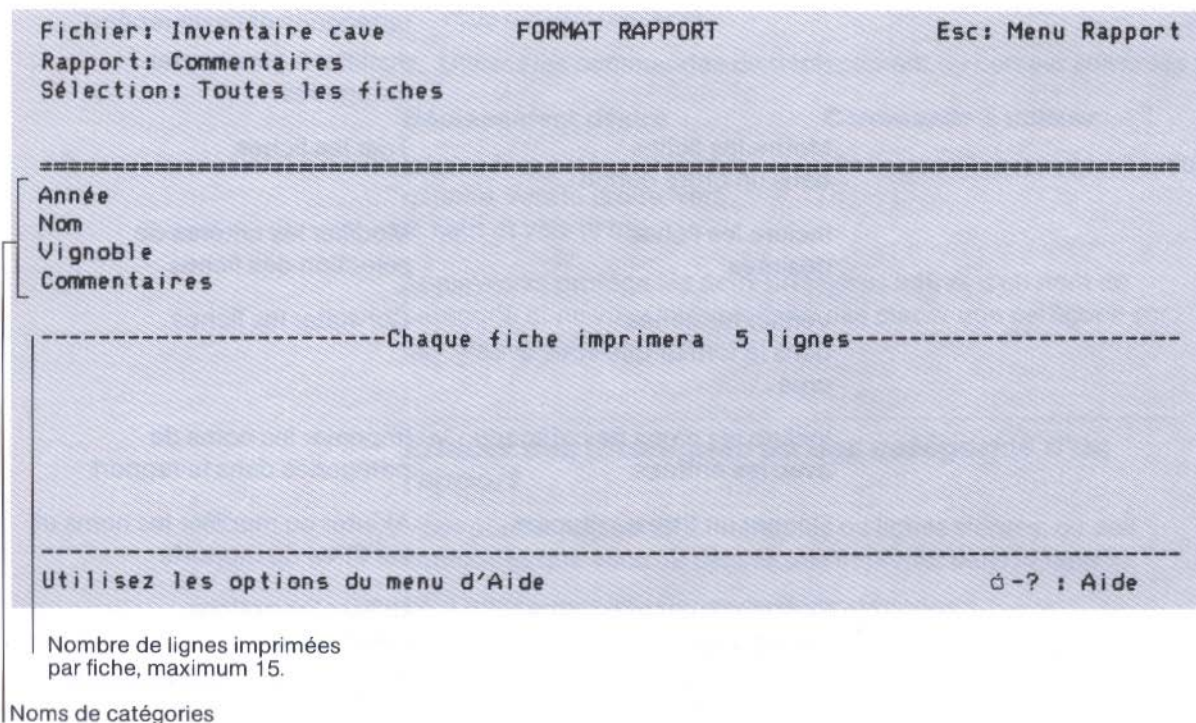 Fichier: Inventaire cave FORMAT RAPPORT Esc: Menu Rapport
Rapport: Commentaires
Sélection: Toutes les fiches
===============================================================================
Année
Nom
Vignoble
Commentaires
------------------------Chaque fiche imprimera 5 lignes-----------------------
-------------------------------------------------------------------------------
Utilisez les options du menu d'Aide -? : Aide
Nombre de lignes imprimées
par fiche, maximum 15.
Noms de catégories